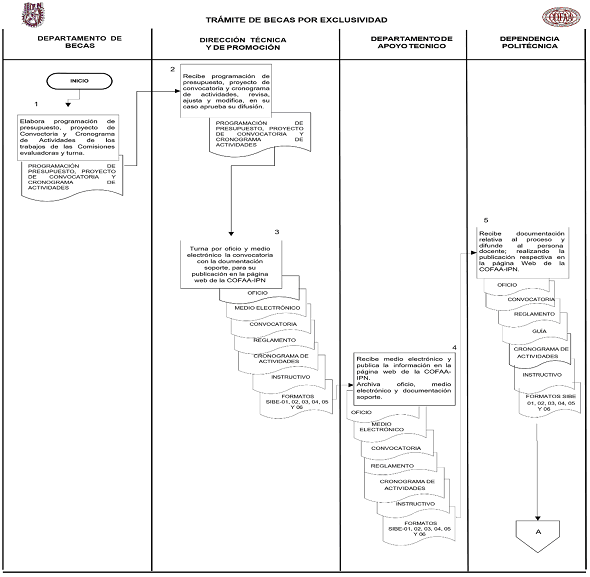 TRÁMITE DE BECAS POR EXCLUSIVIDAD
COFAA
DEPARTAMENTO DE
BECAS
DIRECCIÓN TÉCNICA
Y DE PROMOCIÓN
DEPARTAMENTO DE
APOYO TECNICO
DEPENDENCIA
POLITÉCNICA
INICIO
1
Elabora programación de
presupuesto, proyecto de
Convectoria y Cronograma
de Actividades de los
trabajos de las Comisiones
evaluadoras y turna.
PROGRAMACIÓN DE
PRESUPUESTO, PROYECTO
DE CONVOCATORIA Y
CRONOGRAMA DE
ACTIVIDADES
2
Recibe programación de
presupuesto, proyecto de
convocatoria y cronograma
de actividades, revisa,
ajusta y modifica, en su
caso aprueba su difusión.
PROGRAMACIÓN DE
PRESUPUESTO, PROYECTO
DE CONVOCATORIA Y
CRONOGRAMA DE
ACTIVIDADES
3
Turna por oficio y medio
electrónico la convocatoria
con la doumentación
soporte, para su
publicación en la página
web de la COFAA-IPN
OFICIO
MEDIO ELECTRÓNICO
CONVOCATORIA
REGLAMENTO
CRONOGRAMA DE
ACTIVIDADES
INSTRUCTIVO
FORMATOS
SIBE-01, 02, 03, 04, 05
Y 06
4
Recibe medio electrónico y
publica la información en la
página web de la COFAA-
IPN.
Archiva oficio, medio
electrónico y documentación
soporte.
OFICIO
MEDIO
ELECTRÓNICO
CONVOCATORIA
REGLAMENTO
CRONOGRAMA DE
ACTIVIDADES
INSTRUCTIVO
FORMATOS
SIBE-01, 02, 03, 04, 05
Y 06
5
Recibe documentación
relativa al proceso y
difunde al persona
docente; realizando la
publicación respectiva en
la página Web de la
COFAA-IPN.
OFICIO
CONVOCATORIA
REGLAMENTO
GUÍA
CRONOGRAMA DE
ACTIVIDADES
INSTRUCTIVO
FORMATOS SIBE
01, 02, 03, 04, 05
Y 06
A